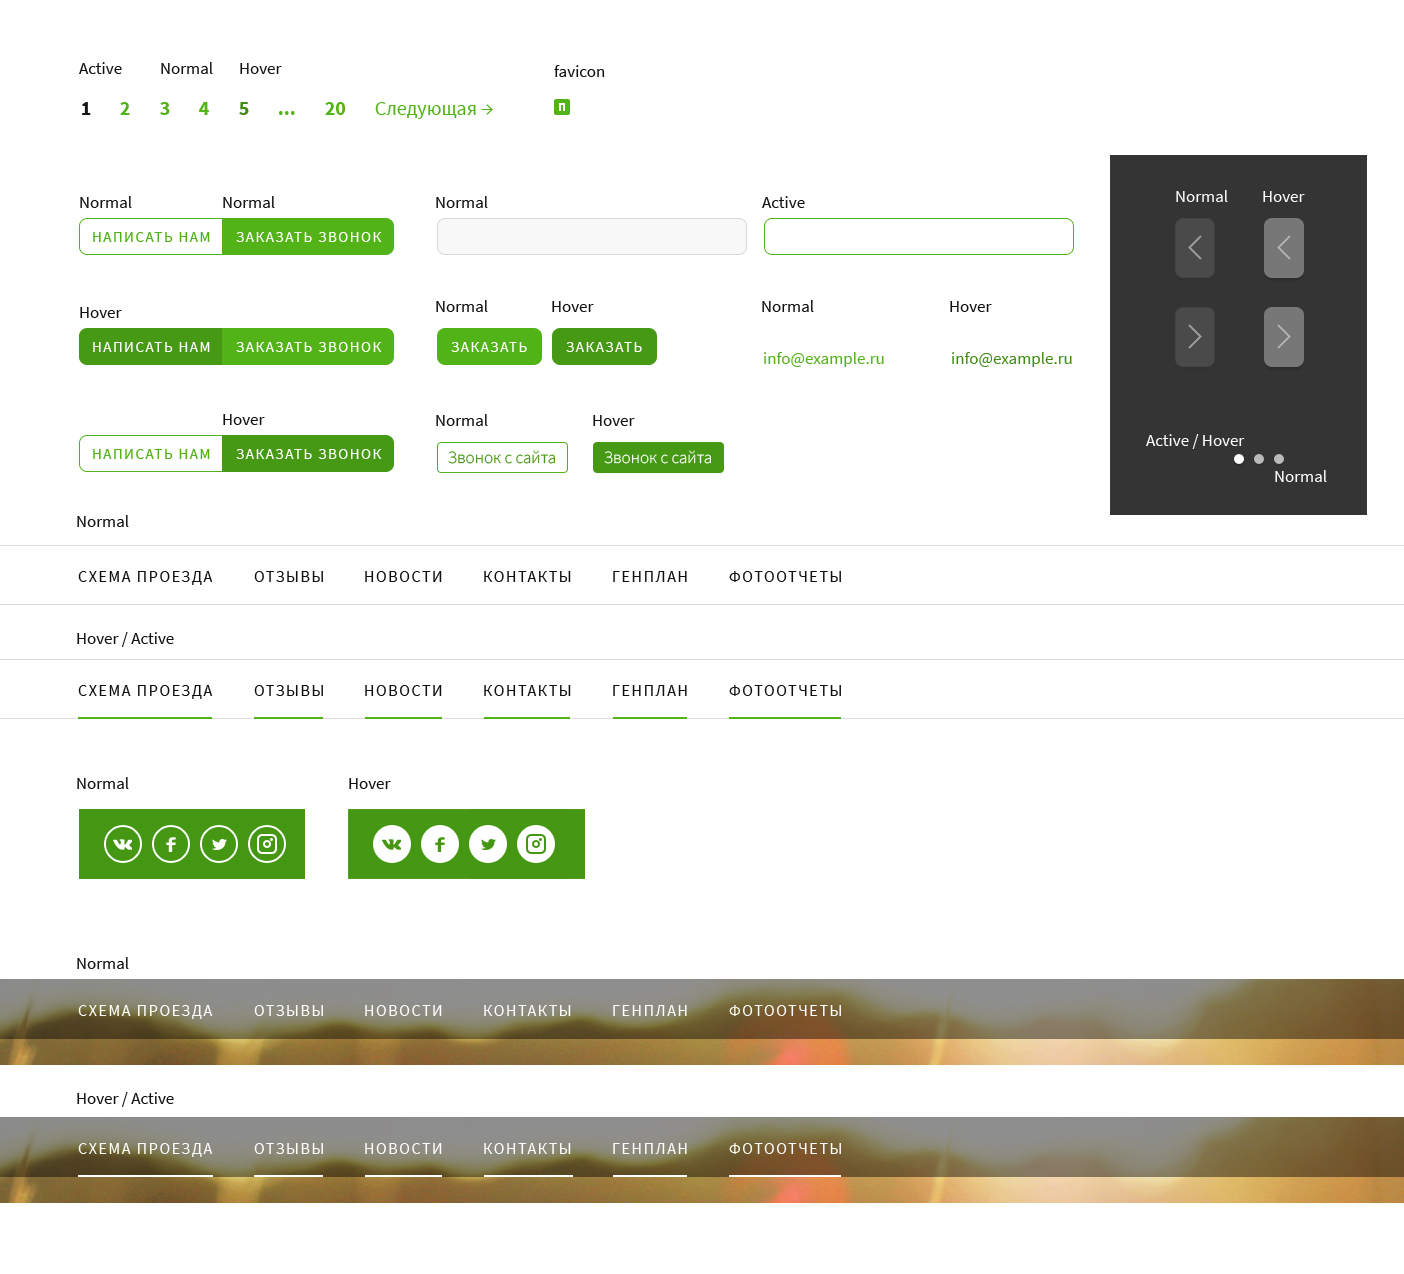 Active Normal Hover favicon
1 2 3 4 5 ... 20 Следующая → п
Normal Normal Normal Active Normal Hover
НАПИСАТЬ НАМ ЗАКАЗАТЬ ЗВОНОК
Hover Normal Hover Normal Hover
НАПИСАТЬ НАМ ЗАКАЗАТЬ ЗВОНОК ЗАКАЗАТЬ ЗАКАЗАТЬ info@example.ru info@example.ru
Hover Normal Hover
НАПИСАТЬ НАМ ЗАКАЗАТЬ ЗВОНОК Звонок с сайта Звонок с сайта
Active / Hover
Normal
Normal
СХЕМА ПРОЕЗДА ОТЗЫВЫ НОВОСТИ КОНТАКТЫ ГЕНПЛАН ФОТООТЧЕТЫ
Hover / Active
СХЕМА ПРОЕЗДА ОТЗЫВЫ НОВОСТИ КОНТАКТЫ ГЕНПЛАН ФОТООТЧЕТЫ
Normal Hover
Normal
СХЕМА ПРОЕЗДА ОТЗЫВЫ НОВОСТИ КОНТАКТЫ ГЕНПЛАН ФОТООТЧЕТЫ
Hover / Active
СХЕМА ПРОЕЗДА ОТЗЫВЫ НОВОСТИ КОНТАКТЫ ГЕНПЛАН ФОТООТЧЕТЫ